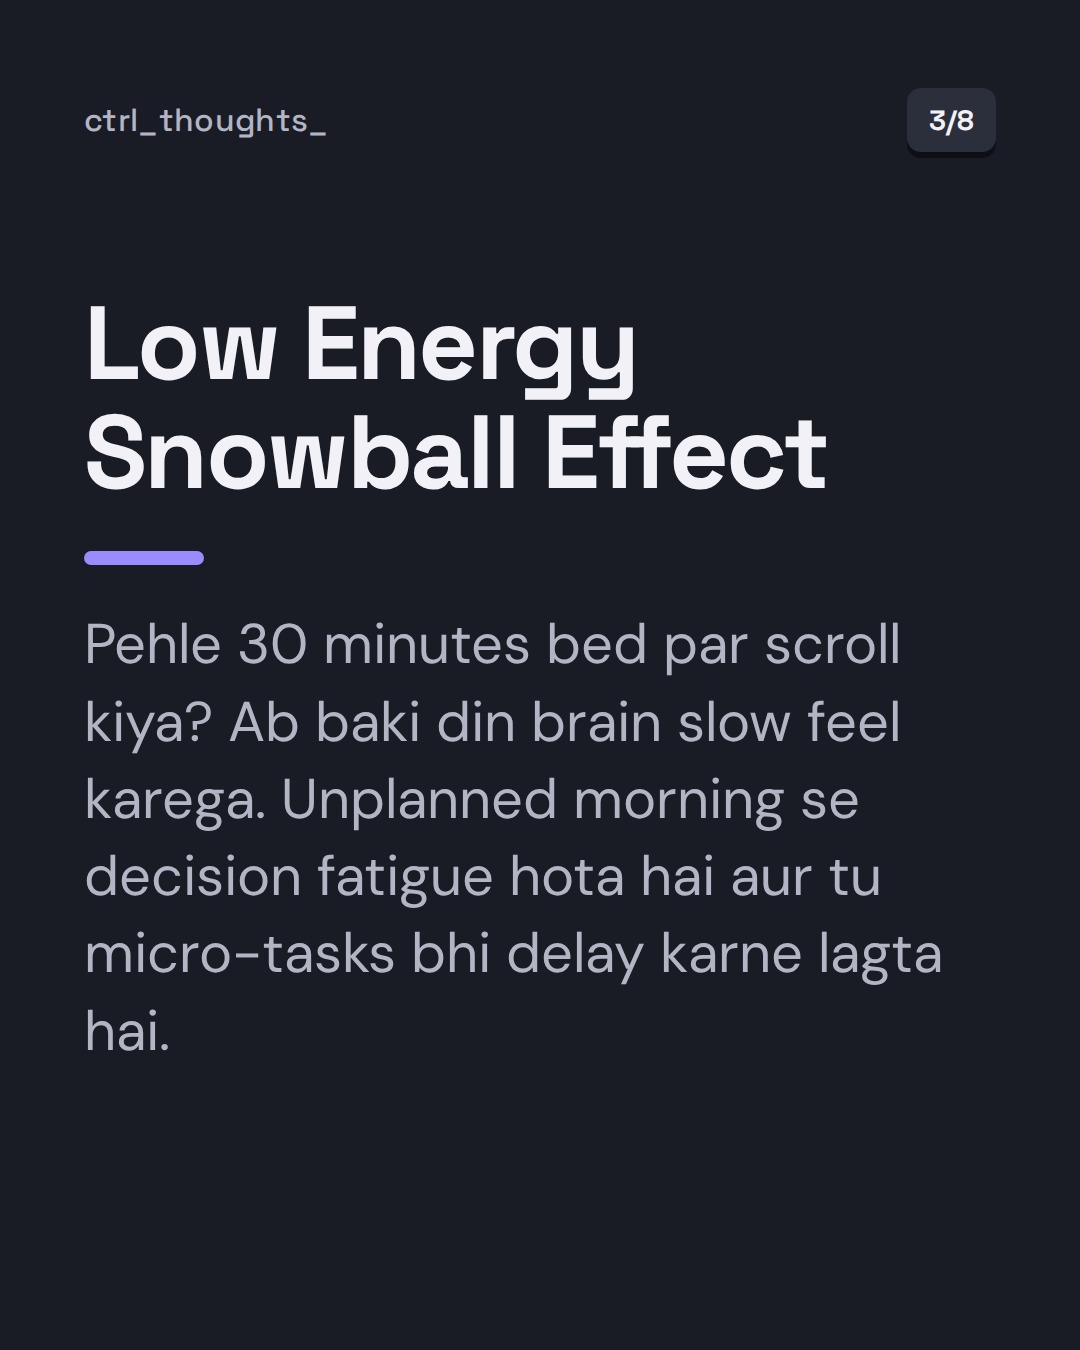 ctrl_thoughts_
3/8
Low Energy
Snowball Effect
Pehle 30 minutes bed par scroll
kiya? Ab baki din brain slow feel
karega. Unplanned morning se
decision fatigue hota hai aur tu
micro-tasks bhi delay karne lagta
hai.